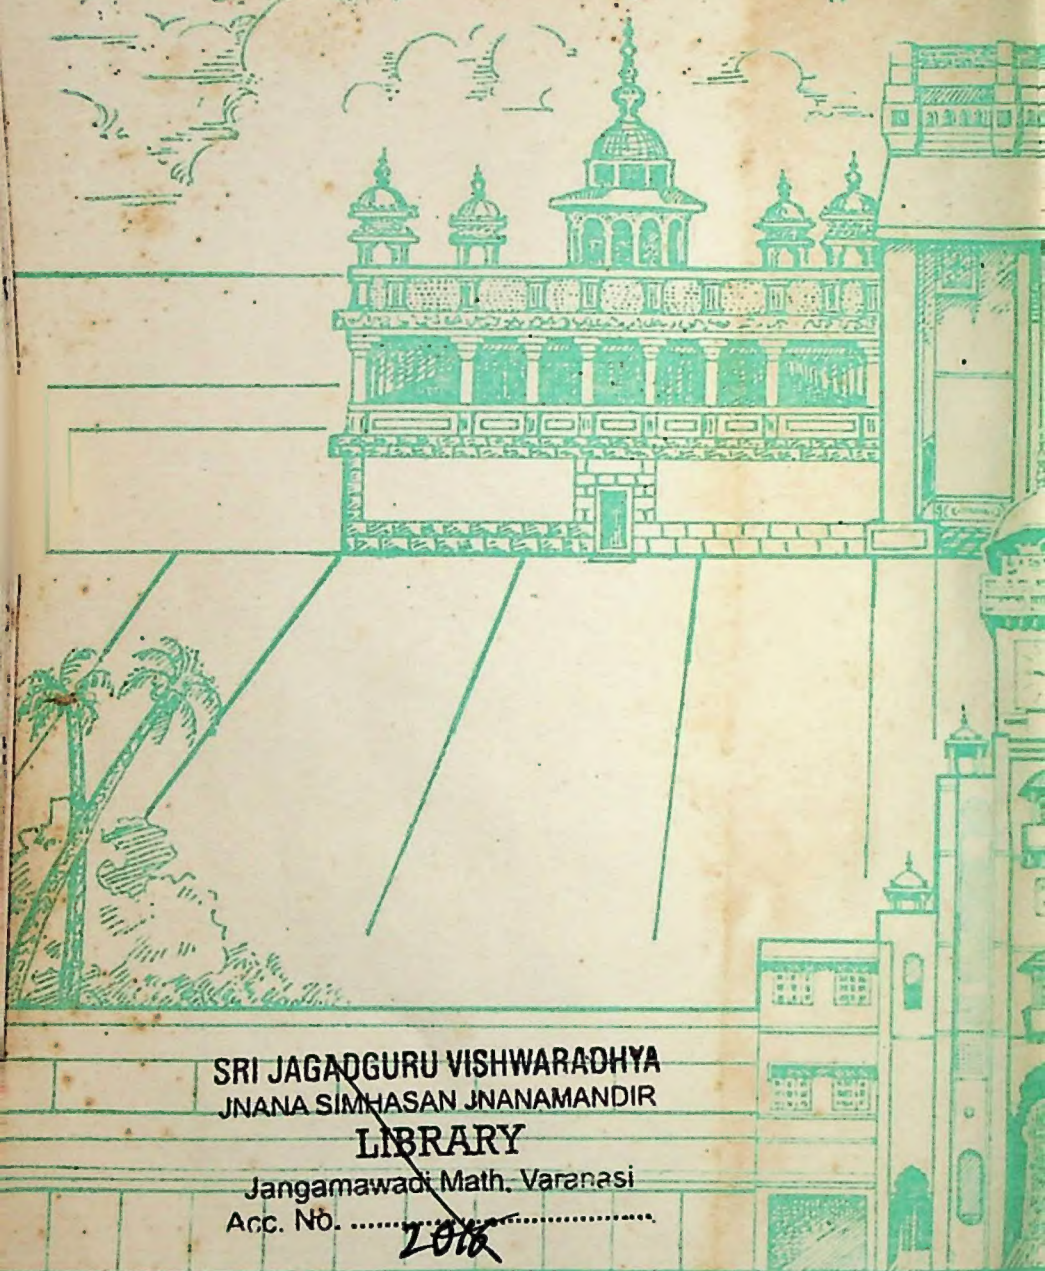 SRI JAGADGURU VISHWARADHYA
JNANA SIMHASAN JNANAMANDIR
LIBRARY
Jangamawadi Math, Varanasi
Acc. No. ........................................